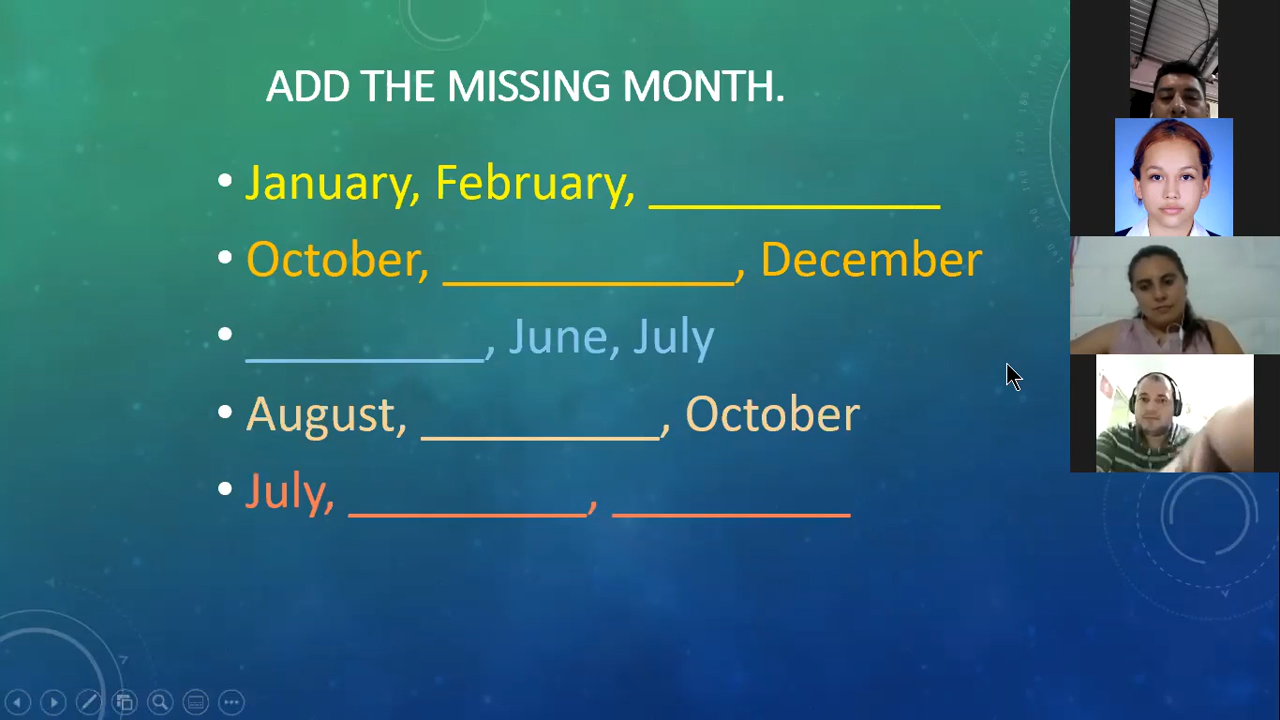 ADD THE MISSING MONTH.
• January, February, ____________
• October, ____________, December
• __________, June, July
• August, __________, October
• July, __________, __________